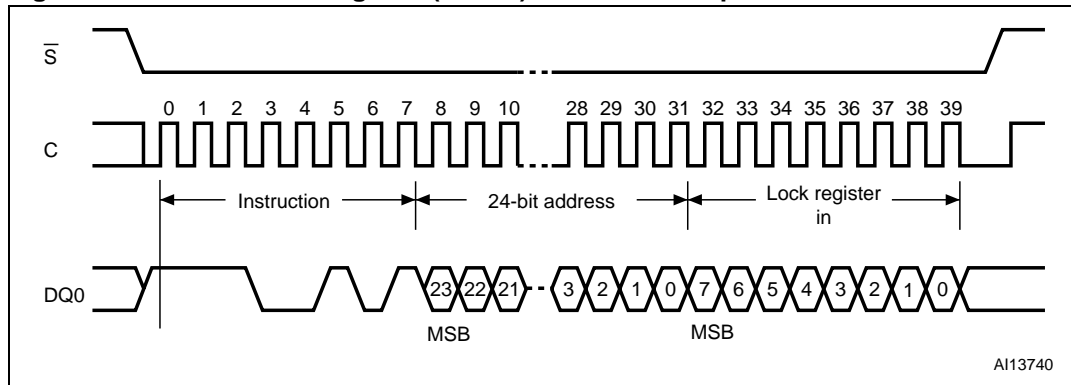 S
0 1 2 3 4 5 6 7 8 9 10 28 29 30 31 32 33 34 35 36 37 38 39
C
Instruction 24-bit address Lock register
in
DQ0 23 22 21 3 2 1 0 7 6 5 4 3 2 1 0
MSB MSB
AI13740